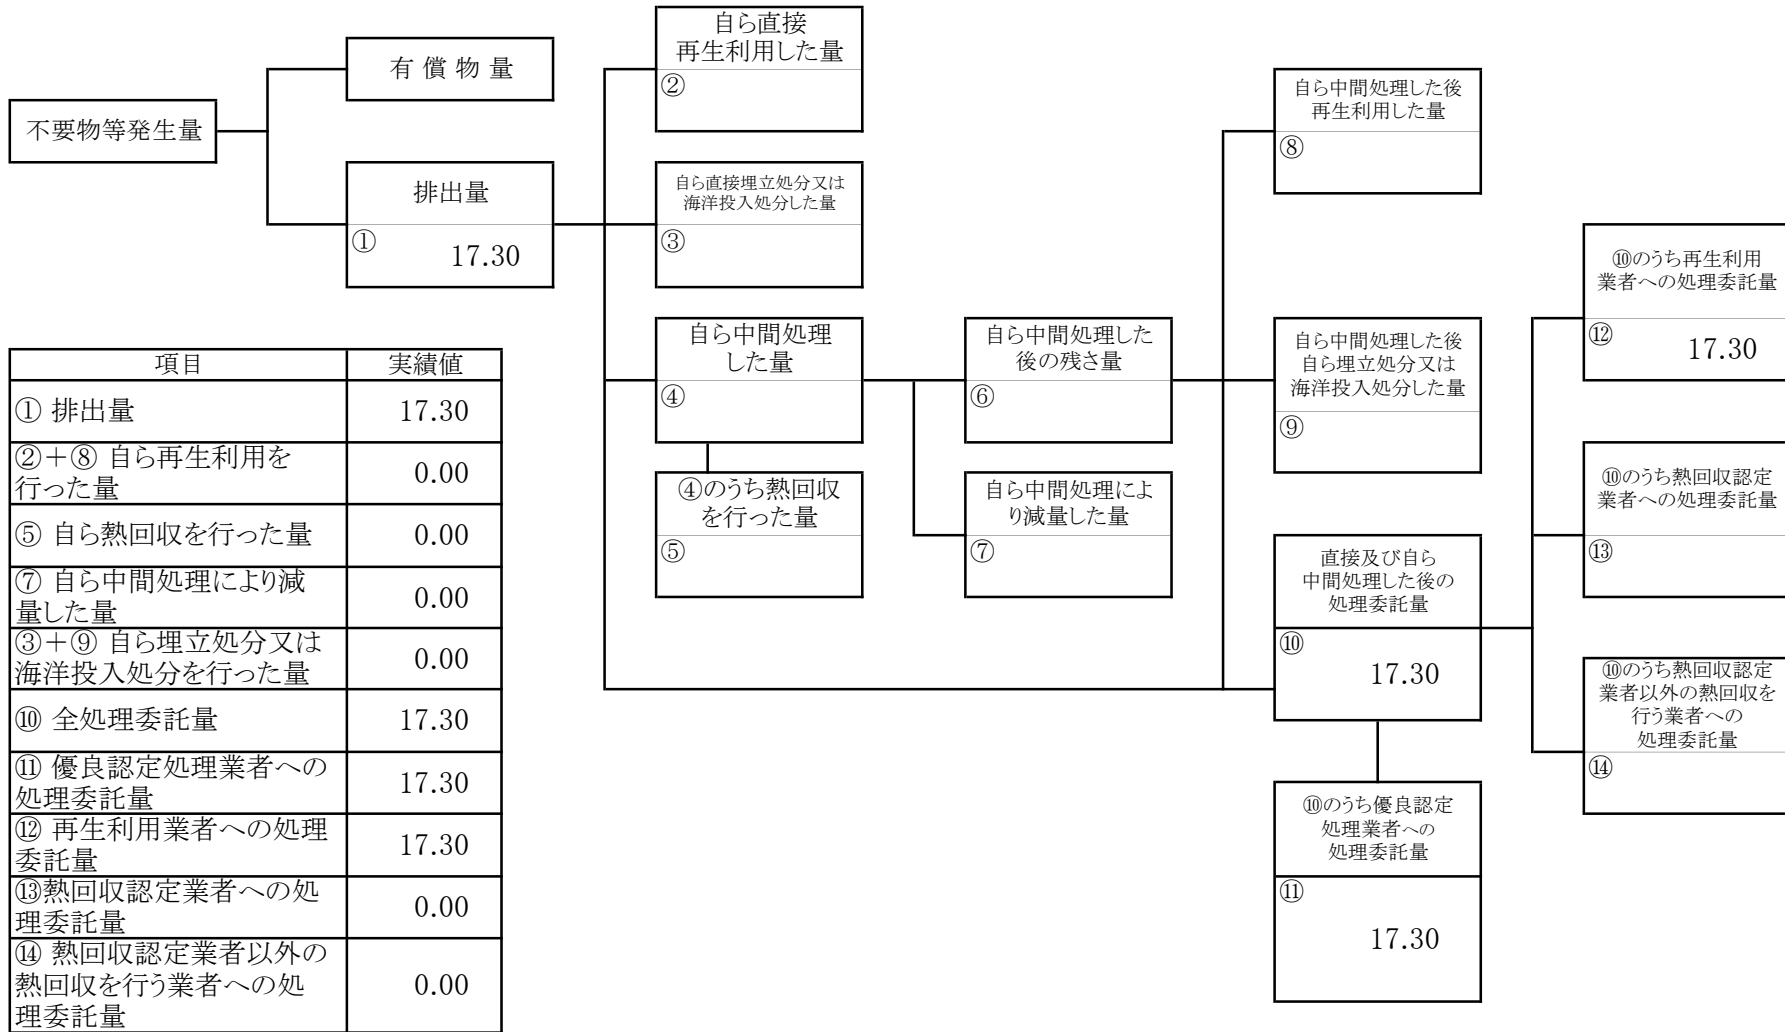 不要物等発生量
有 償 物 量
排出量
①
17.30
自ら直接
再生利用した量
②
自ら直接埋立処分又は
海洋投入処分した量
③
自ら中間処理
した量
④
④のうち熱回収
を行った量
⑤
自ら中間処理した
後の残さ量
⑥
自ら中間処理によ
り減量した量
⑦
自ら中間処理した後
再生利用した量
⑧
自ら中間処理した後
自ら埋立処分又は
海洋投入処分した量
⑨
直接及び自ら
中間処理した後の
処理委託量
⑩
17.30
⑩のうち優良認定
処理業者への
処理委託量
⑪
17.30
⑩のうち再生利用
業者への処理委託量
⑫
17.30
⑩のうち熱回収認定
業者への処理委託量
⑬
⑩のうち熱回収認定
業者以外の熱回収を
行う業者への
処理委託量
⑭
項目 実績値
① 排出量 17.30
②＋⑧ 自ら再生利用を
行った量 0.00
⑤ 自ら熱回収を行った量 0.00
⑦ 自ら中間処理により減
量した量 0.00
③＋⑨ 自ら埋立処分又は
海洋投入処分を行った量 0.00
⑩ 全処理委託量 17.30
⑪ 優良認定処理業者への
処理委託量 17.30
⑫ 再生利用業者への処理
委託量 17.30
⑬熱回収認定業者への処
理委託量 0.00
⑭ 熱回収認定業者以外の
熱回収を行う業者への処
理委託量 0.00